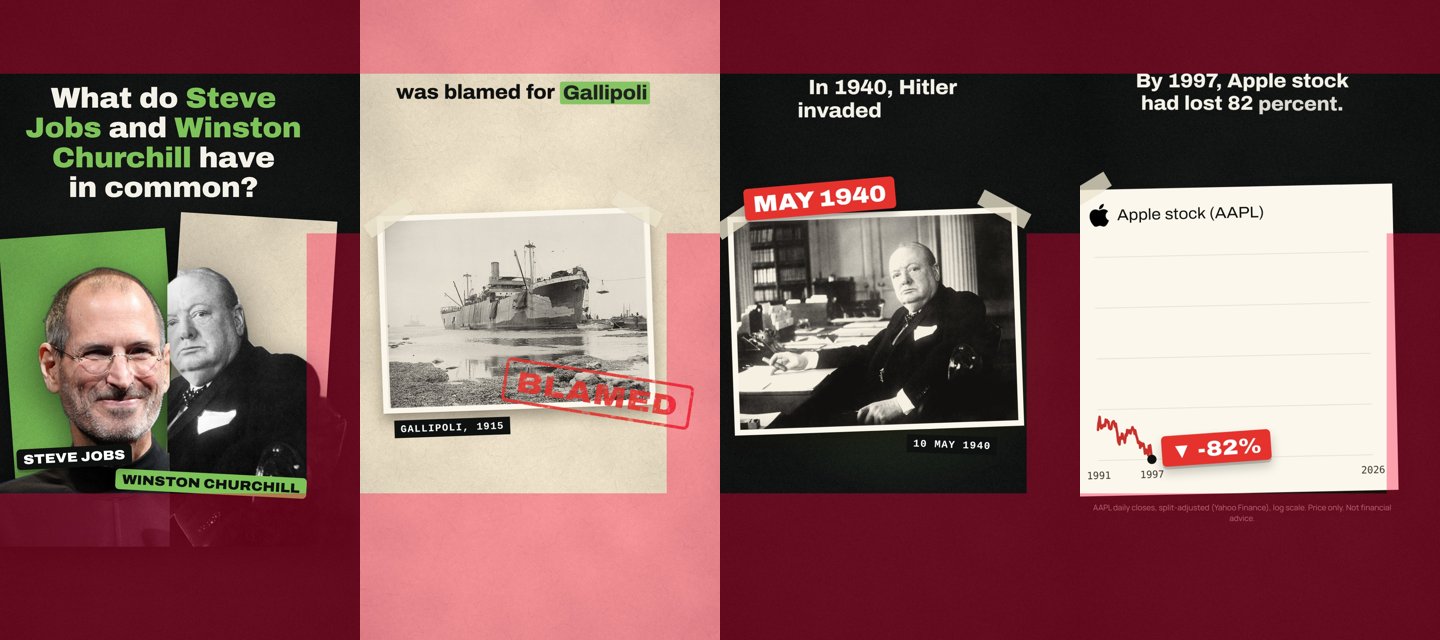 What do Steve
Jobs and Winston
Churchill have
in common?
STEVE JOBS
WINSTON CHURCHILL
was blamed for Gallipoli
BLAMED
GALLIPOLI, 1915
In 1940, Hitler
invaded
MAY 1940
10 MAY 1940
By 1997, Apple stock
had lost 82 percent.
Apple stock (AAPL)
▼ -82%
1991
1997
2026
AAPL daily closes, split-adjusted (Yahoo Finance), log scale. Price only. Not financial
advice.